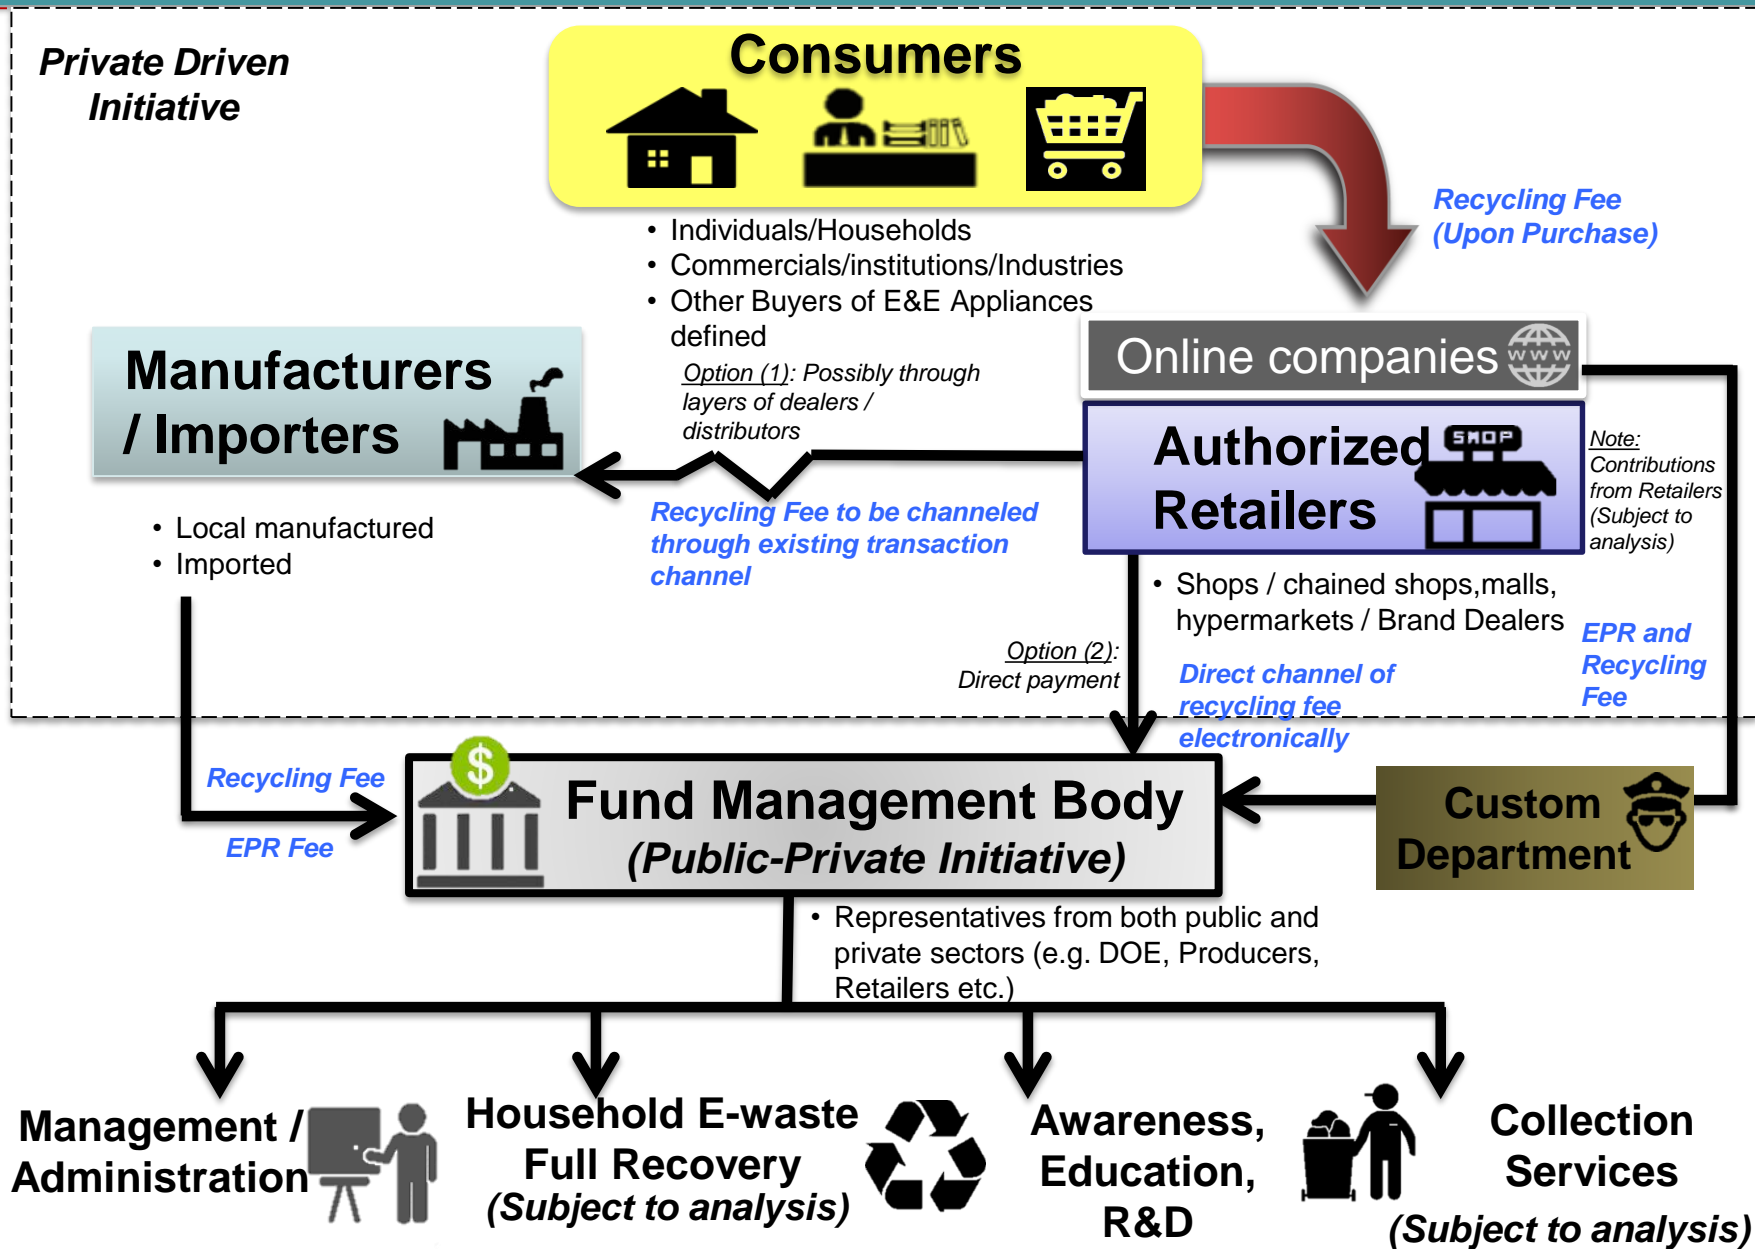 Private Driven
Initiative
Consumers
Recycling Fee
(Upon Purchase)
• Individuals/Households
• Commercials/institutions/Industries
• Other Buyers of E&E Appliances
defined
Option (1): Possibly through
layers of dealers /
distributors
Manufacturers
/ Importers
Online companies
WWW
Authorized
Retailers
SHOP
Note:
Contributions
from Retailers
(Subject to
analysis)
Recycling Fee to be channeled
through existing transaction
channel
• Local manufactured
• Imported
• Shops / chained shops,malls,
hypermarkets / Brand Dealers
EPR and
Recycling
Fee
Option (2):
Direct payment
Direct channel of
recycling fee
electronically
Recycling Fee
EPR Fee
$
Fund Management Body
(Public-Private Initiative)
Custom
Department
• Representatives from both public and
private sectors (e.g. DOE, Producers,
Retailers etc.)
Management /
Administration
Household E-waste
Full Recovery
(Subject to analysis)
Awareness,
Education,
R&D
Collection
Services
(Subject to analysis)